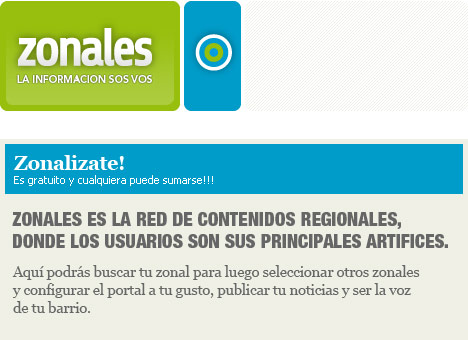 zonales
LA INFORMACION SOS VOS
Zonalizate!
Es gratuito y cualquiera puede sumarse!!!
ZONALES ES LA RED DE CONTENIDOS REGIONALES,
DONDE LOS USUARIOS SON SUS PRINCIPALES ARTIFICES.
Aquí podrás buscar tu zonal para luego seleccionar otros zonales
y configurar el portal a tu gusto, publicar tu noticias y ser la voz
de tu barrio.